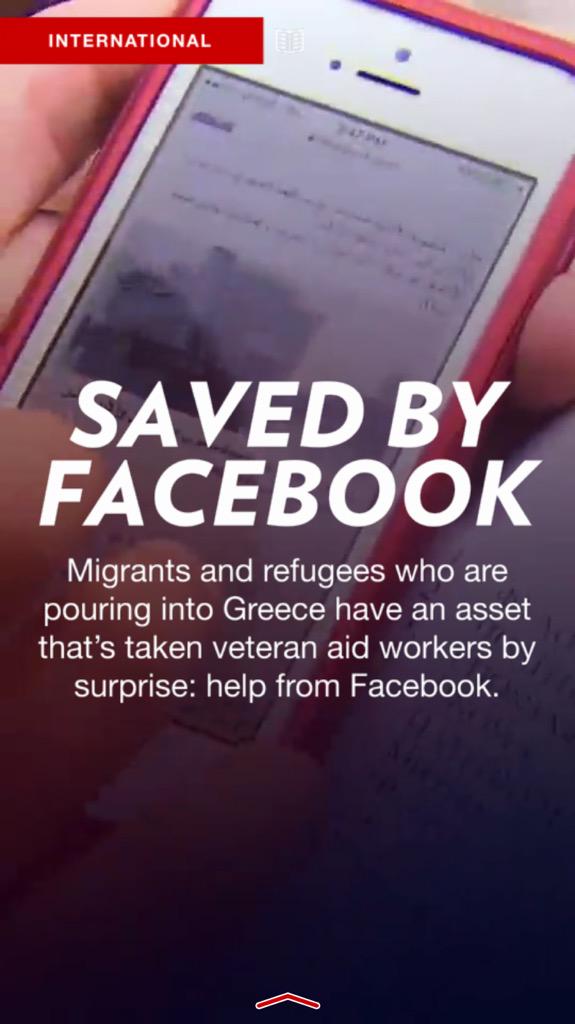 INTERNATIONAL
SAVED BY
FACEBOOK
Migrants and refugees who are
pouring into Greece have an asset
that's taken veteran aid workers by
surprise: help from Facebook.